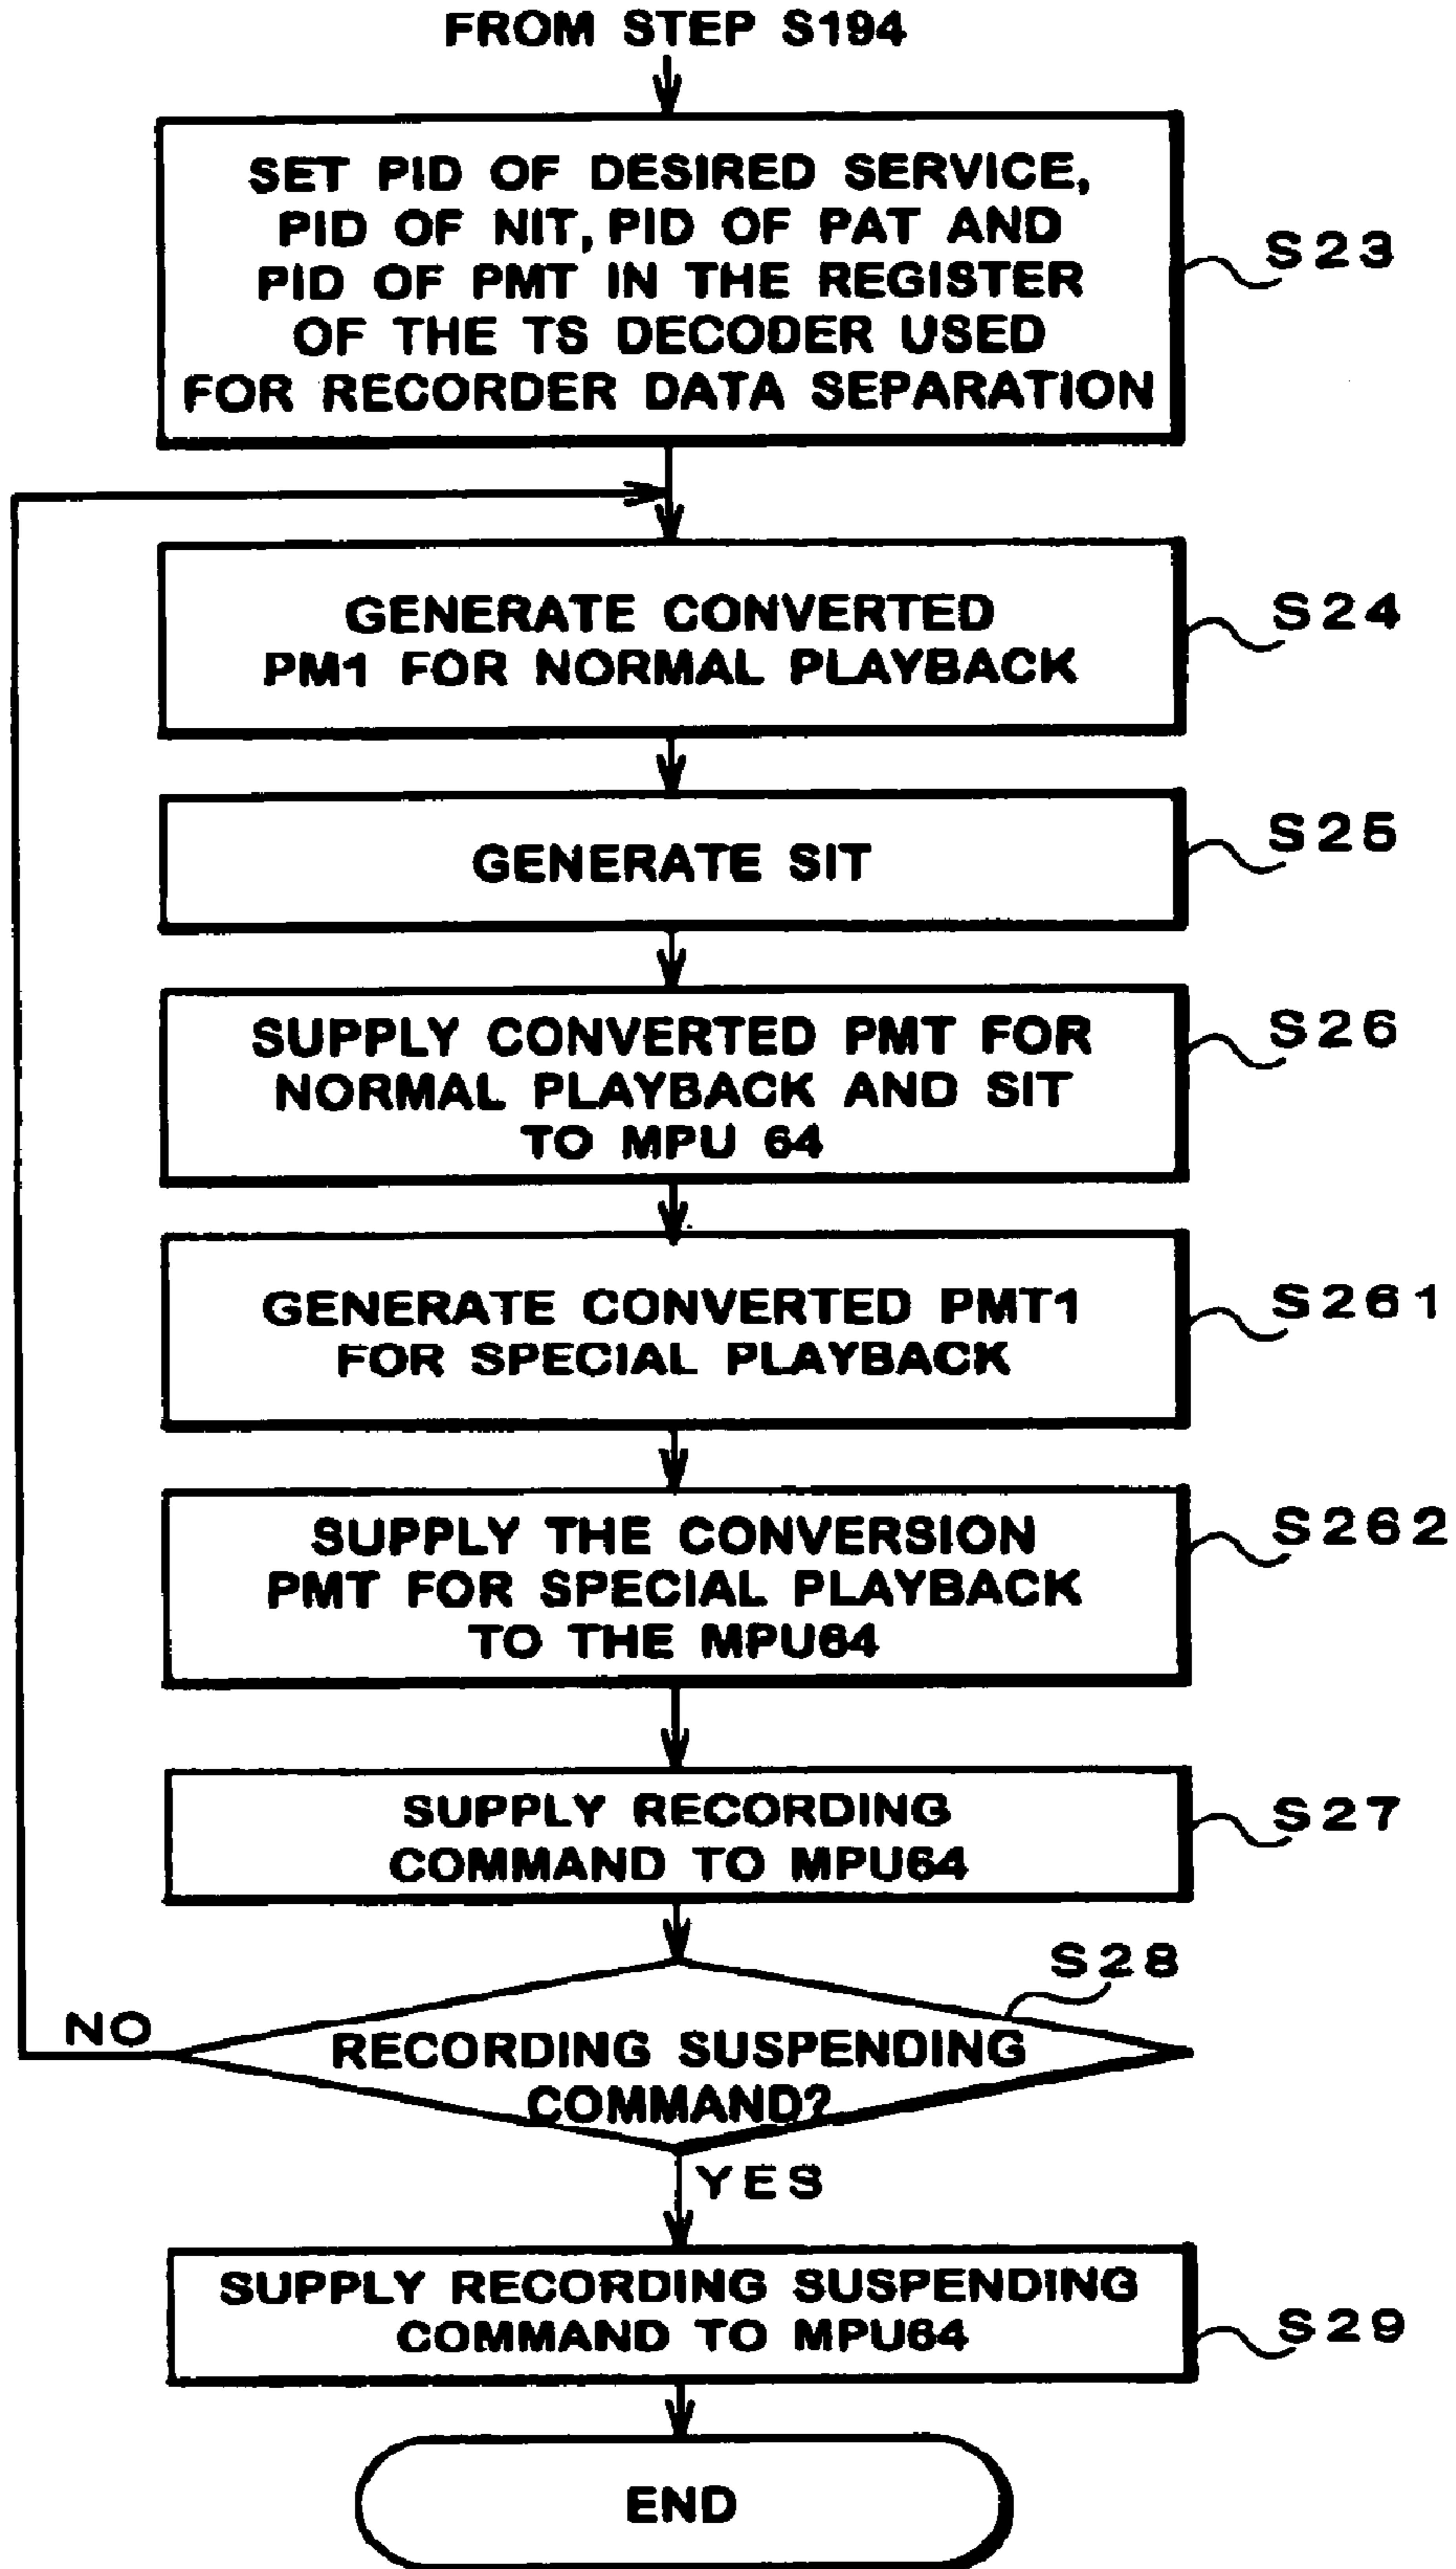 FROM STEP S194
SET PID OF DESIRED SERVICE,
PID OF NIT, PID OF PAT AND
PID OF PMT IN THE REGISTER
OF THE TS DECODER USED
FOR RECORDER DATA SEPARATION
S23
GENERATE CONVERTED
PM1 FOR NORMAL PLAYBACK
S24
GENERATE SIT
S25
SUPPLY CONVERTED PMT FOR
NORMAL PLAYBACK AND SIT
TO MPU 64
S26
GENERATE CONVERTED PMT1
FOR SPECIAL PLAYBACK
S261
SUPPLY THE CONVERSION
PMT FOR SPECIAL PLAYBACK
TO THE MPU64
S262
SUPPLY RECORDING
COMMAND TO MPU64
S27
S28
NO
RECORDING SUSPENDING
COMMAND?
YES
SUPPLY RECORDING SUSPENDING
COMMAND TO MPU64
S29
END